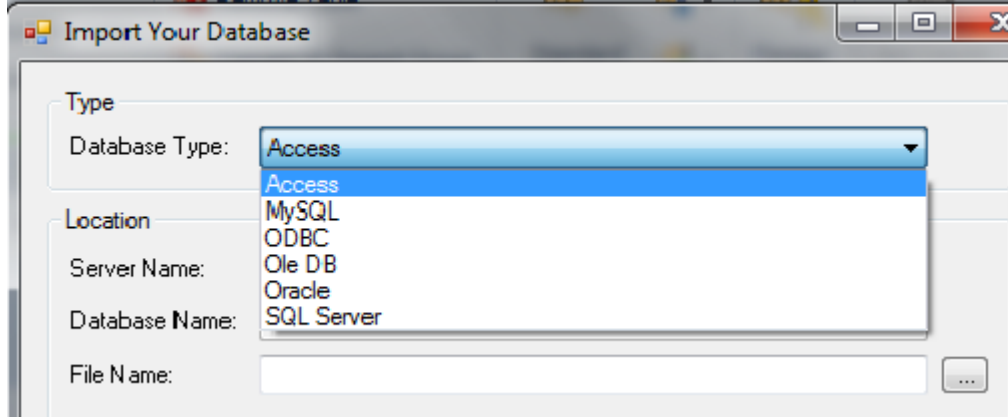 Import Your Database
Type
Database Type: Access
Access
MySQL
ODBC
Ole DB
Oracle
SQL Server
Location
Server Name:
Database Name:
File Name:
...